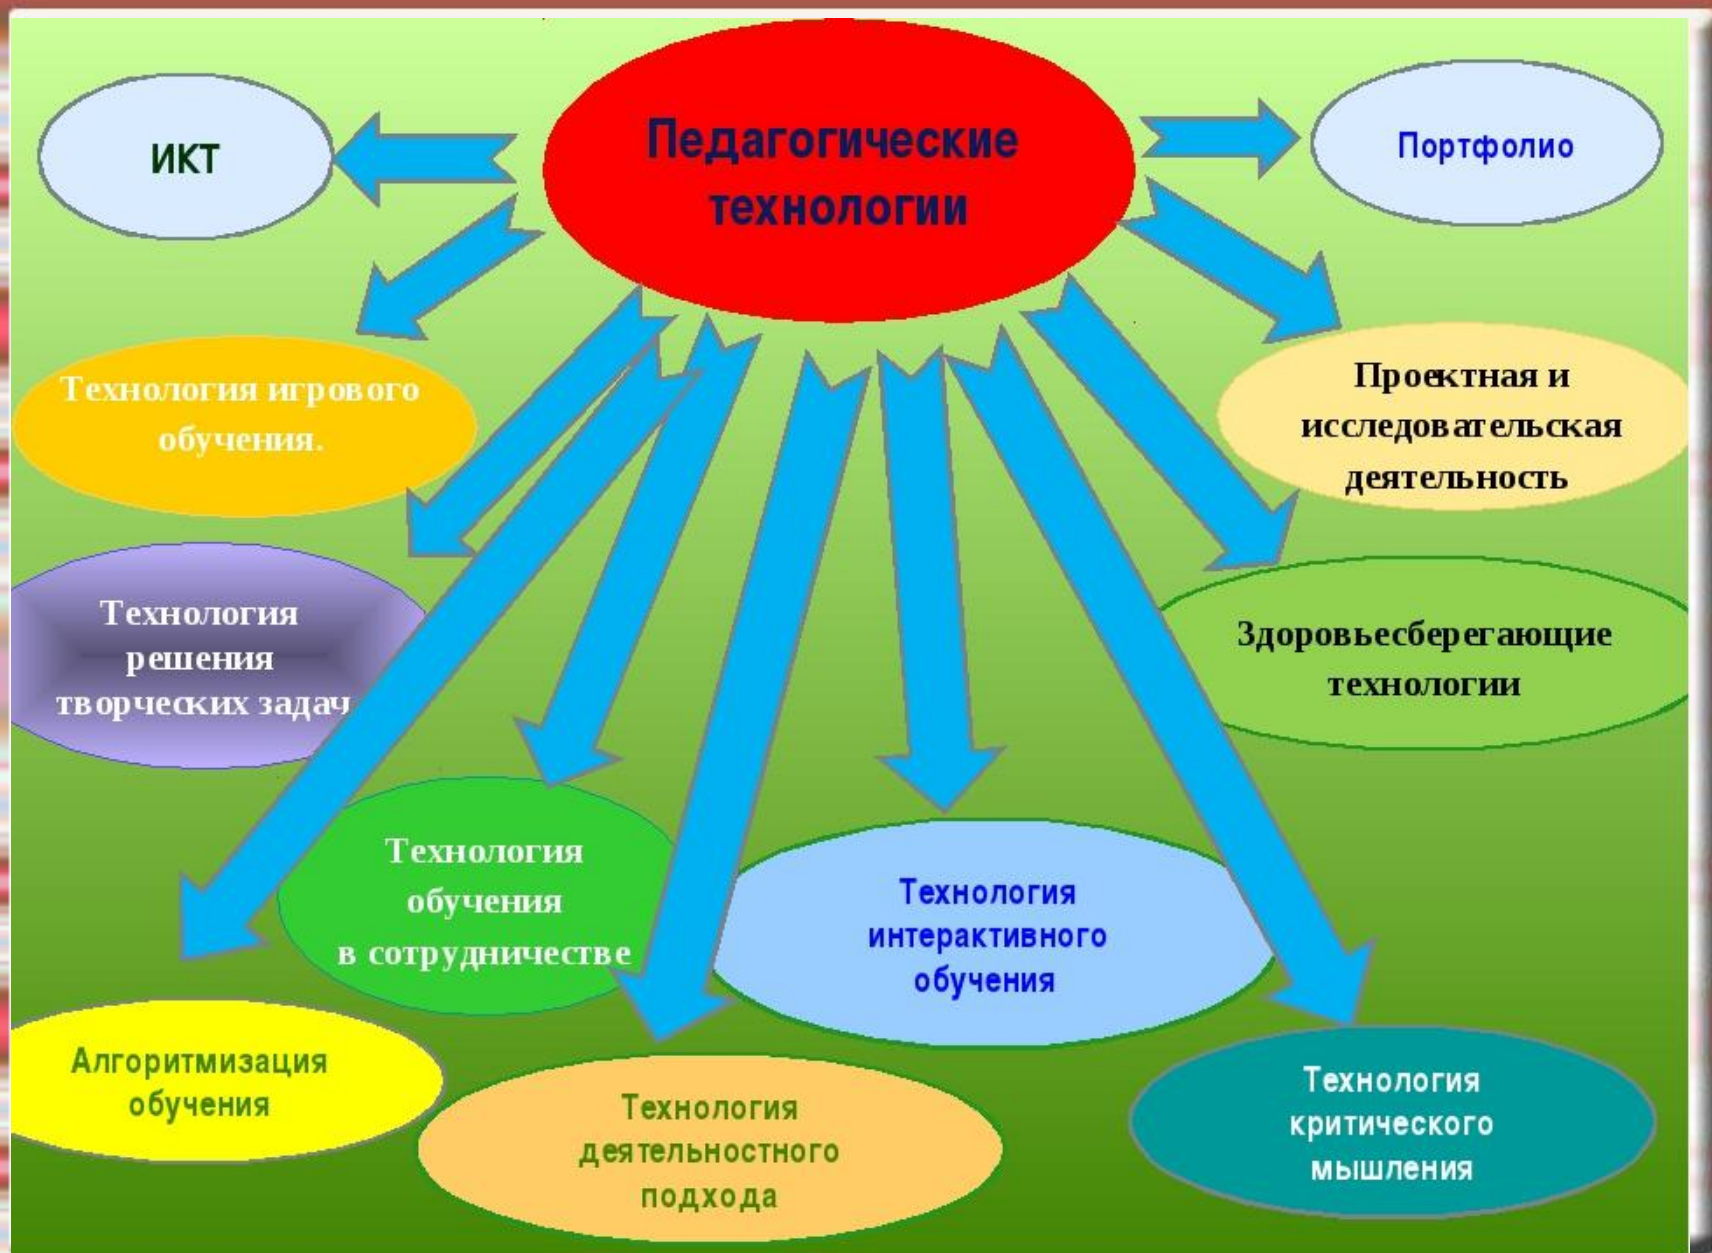 Педагогические
технологии
ИКТ
Портфолио
Технология игрового
обучения.
Проектная и
исследовательская
деятельность
Технология
решения
творческих задач
Здоровьесберегающие
технологии
Технология
обучения
в сотрудничестве
Технология
интерактивного
обучения
Алгоритмизация
обучения
Технология
деятельностного
подхода
Технология
критического
мышления